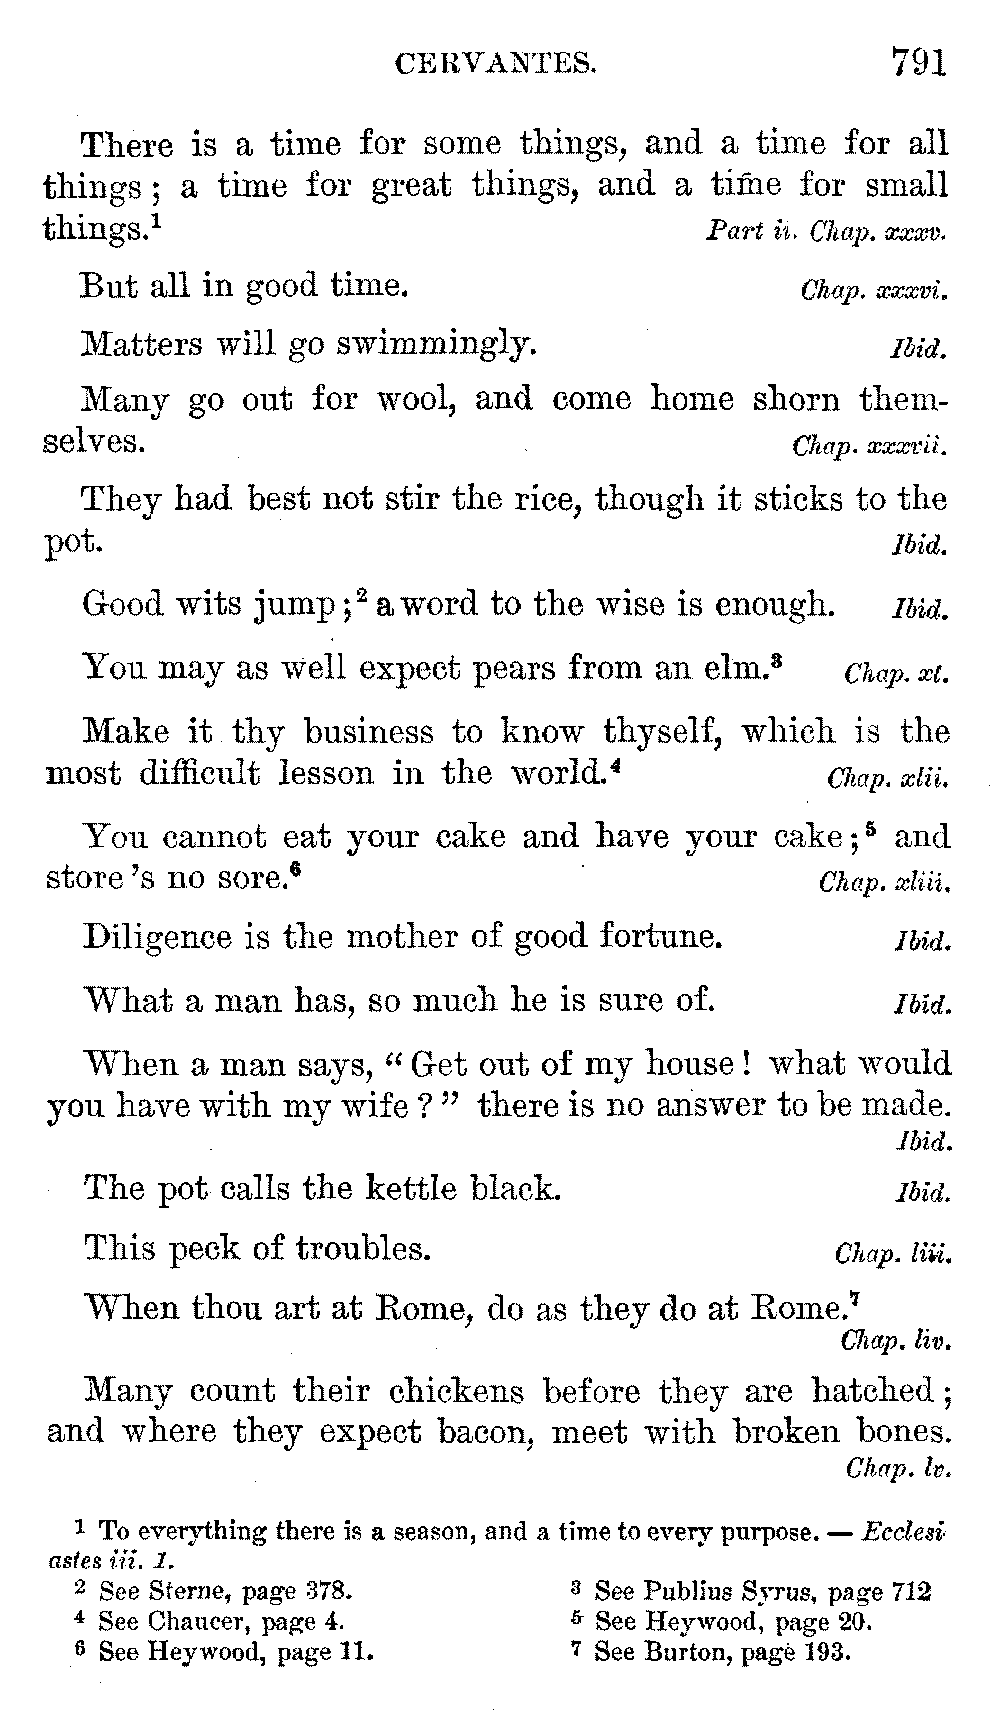 CERVANTES. 791
There is a time for some things, and a time for all
things; a time for great things, and a time for small
things.¹ Part ii. Chap. xxxv.
But all in good time. Chap. xxxvi.
Matters will go swimmingly. Ibid.
Many go out for wool, and come home shorn them-
selves. Chap. xxxvii.
They had best not stir the rice, though it sticks to the
pot. Ibid.
Good wits jump;² a word to the wise is enough. Ibid.
You may as well expect pears from an elm.³ Chap. xl.
Make it thy business to know thyself, which is the
most difficult lesson in the world.⁴ Chap. xlii.
You cannot eat your cake and have your cake;⁵ and
store's no sore.⁶ Chap. xliii.
Diligence is the mother of good fortune. Ibid.
What a man has, so much he is sure of. Ibid.
When a man says, “Get out of my house! what would
you have with my wife?” there is no answer to be made.
Ibid.
The pot calls the kettle black. Ibid.
This peck of troubles. Chap. liii.
When thou art at Rome, do as they do at Rome.⁷
Chap. liv.
Many count their chickens before they are hatched;
and where they expect bacon, meet with broken bones.
Chap. lv.
¹ To everything there is a season, and a time to every purpose. — Ecclesi-
astes iii. 1.
² See Sterne, page 378. ³ See Publius Syrus, page 712
⁴ See Chaucer, page 4. ⁵ See Heywood, page 20.
⁶ See Heywood, page 11. ⁷ See Burton, page 193.